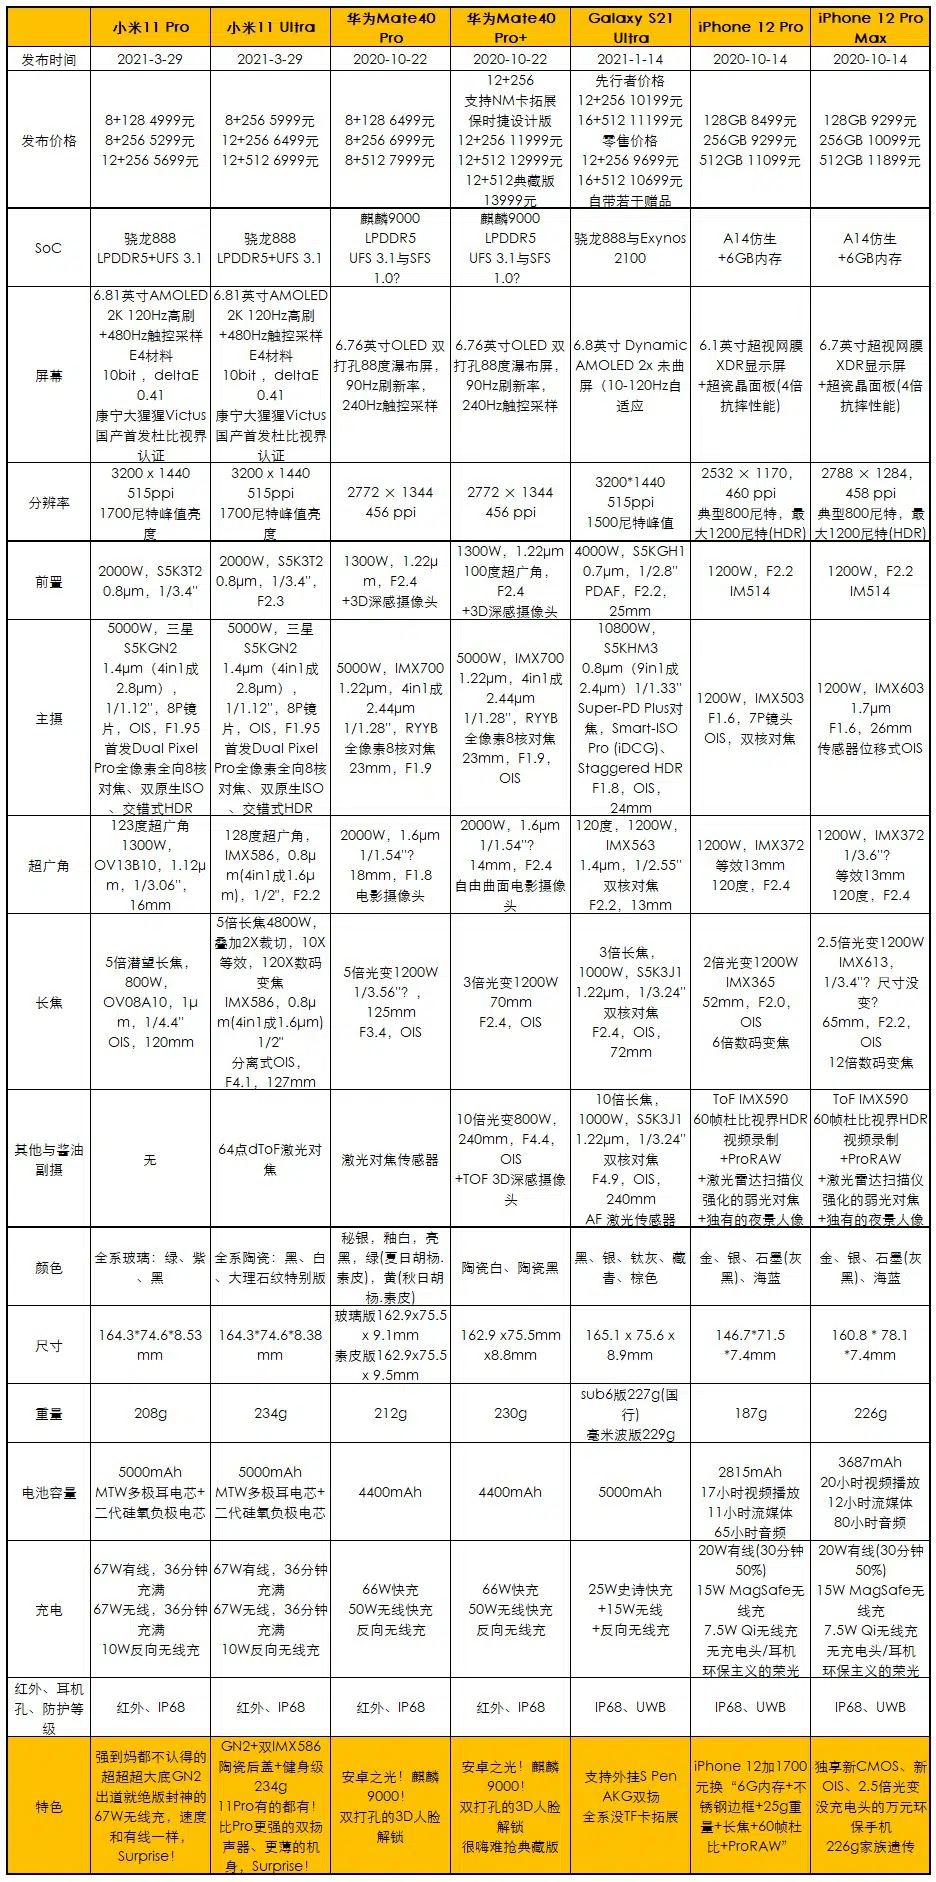 小米11 Pro
小米11 Ultra
华为Mate40
Pro
华为Mate40
Pro+
Galaxy S21
Ultra
iPhone 12 Pro
iPhone 12 Pro
Max
发布时间
2021-3-29
2021-3-29
2020-10-22
2020-10-22
2021-1-14
2020-10-14
2020-10-14
发布价格
8+128 4999元
8+256 5299元
12+256 5699元
8+256 5999元
12+256 6499元
12+512 6999元
8+128 6499元
8+256 6999元
8+512 7999元
12+256
支持NM卡拓展
保时捷设计版
12+256 11999元
12+512 12999元
12+512典藏版
13999元
先行者价格
12+256 10199元
16+512 11199元
零售价格
12+256 9699元
16+512 10699元
自带若干赠品
128GB 8499元
256GB 9299元
512GB 11099元
128GB 9299元
256GB 10099元
512GB 11899元
SoC
骁龙888
LPDDR5+UFS 3.1
骁龙888
LPDDR5+UFS 3.1
麒麟9000
LPDDR5
UFS 3.1与SFS
1.0?
麒麟9000
LPDDR5
UFS 3.1与SFS
1.0?
骁龙888与Exynos
2100
A14仿生
+6GB内存
A14仿生
+6GB内存
屏幕
6.81英寸AMOLED
2K 120Hz高刷
+480Hz触控采样
E4材料
10bit ，deltaE
0.41
康宁大猩猩Victus
国产首发杜比视界
认证
6.81英寸AMOLED
2K 120Hz高刷
+480Hz触控采样
E4材料
10bit ，deltaE
0.41
康宁大猩猩Victus
国产首发杜比视界
认证
6.76英寸OLED 双
打孔88度瀑布屏，
90Hz刷新率，
240Hz触控采样
6.76英寸OLED 双
打孔88度瀑布屏，
90Hz刷新率，
240Hz触控采样
6.8英寸 Dynamic
AMOLED 2x 未曲
屏（10-120Hz自
适应
6.1英寸超视网膜
XDR显示屏
+超瓷晶面板(4倍
抗摔性能)
6.7英寸超视网膜
XDR显示屏
+超瓷晶面板(4倍
抗摔性能)
分辨率
3200 x 1440
515ppi
1700尼特峰值亮
度
3200 x 1440
515ppi
1700尼特峰值亮
度
2772 × 1344
456 ppi
2772 × 1344
456 ppi
3200*1440
515ppi
1500尼特峰值
2532 × 1170，
460 ppi
典型800尼特，最
大1200尼特(HDR)
2788 × 1284，
458 ppi
典型800尼特，最
大1200尼特(HDR)
前置
2000W，S5K3T2
0.8μm，1/3.4"
2000W，S5K3T2
0.8μm，1/3.4"，
F2.3
1300W，1.22μ
m，F2.4
+3D深感摄像头
1300W，1.22μm
100度超广角，
F2.4
+3D深感摄像头
4000W，S5KGH1
0.7μm，1/2.8"
PDAF，F2.2，
25mm
1200W，F2.2
IM514
1200W，F2.2
IM514
主摄
5000W，三星
S5KGN2
1.4μm（4in1成
2.8μm），
1/1.12"，8P镜
片，OIS，F1.95
首发Dual Pixel
Pro全像素全向8核
对焦、双原生ISO
、交错式HDR
5000W，三星
S5KGN2
1.4μm（4in1成
2.8μm），
1/1.12"，8P镜
片，OIS，F1.95
首发Dual Pixel
Pro全像素全向8核
对焦、双原生ISO
、交错式HDR
5000W，IMX700
1.22μm，4in1成
2.44μm
1/1.28"，RYYB
全像素8核对焦
23mm，F1.9
5000W，IMX700
1.22μm，4in1成
2.44μm
1/1.28"，RYYB
全像素8核对焦
23mm，F1.9，
OIS
10800W，
S5KHM3
0.8μm（9in1成
2.4μm）1/1.33"
Super-PD Plus对
焦，Smart-ISO
Pro (iDCG)、
Staggered HDR
F1.8，OIS，
24mm
1200W，IMX503
F1.6，7P镜头
OIS，双核对焦
1200W，IMX603
1.7μm
F1.6，26mm
传感器位移式OIS
超广角
123度超广角
1300W，
OV13B10，1.12μ
m，1/3.06"，
16mm
128度超广角，
IMX586，0.8μ
m(4in1成1.6μ
m)，1/2"，F2.2
2000W，1.6μm
1/1.54"?
18mm，F1.8
电影摄像头
2000W，1.6μm
1/1.54"?
14mm，F2.4
自由曲面电影摄像
头
120度，1200W，
IMX563
1.4μm，1/2.55"
双核对焦
F2.2，13mm
1200W，IMX372
等效13mm
120度，F2.4
1200W，IMX372
1/3.6"?
等效13mm
120度，F2.4
长焦
5倍潜望长焦，
800W，
OV08A10，1μ
m，1/4.4"
OIS，120mm
5倍长焦4800W，
叠加2X裁切，10X
等效，120X数码
变焦
IMX586，0.8μ
m(4in1成1.6μm)
1/2"
分离式OIS，
F4.1，127mm
5倍光变1200W
1/3.56"？，
125mm
F3.4，OIS
3倍光变1200W
70mm
F2.4，OIS
3倍长焦，
1000W，S5K3J1
1.22μm，1/3.24"
双核对焦
F2.4，OIS，
72mm
2倍光变1200W
IMX365
52mm，F2.0，
OIS
6倍数码变焦
2.5倍光变1200W
IMX613，
1/3.4"？尺寸没
变?
65mm，F2.2，
OIS
12倍数码变焦
其他与酱油
副摄
无
64点dToF激光对
焦
激光对焦传感器
10倍光变800W，
240mm，F4.4，
OIS
+TOF 3D深感摄像
头
10倍长焦，
1000W，S5K3J1
1.22μm，1/3.24"
双核对焦
F4.9，OIS，
240mm
AF 激光传感器
ToF IMX590
60帧杜比视界HDR
视频录制
+ProRAW
+激光雷达扫描仪
强化的弱光对焦
+独有的夜景人像
ToF IMX590
60帧杜比视界HDR
视频录制
+ProRAW
+激光雷达扫描仪
强化的弱光对焦
+独有的夜景人像
颜色
全系玻璃：绿、紫
、黑
全系陶瓷：黑、白
、大理石纹特别版
秘银，釉白，亮
黑，绿(夏日胡杨.
素皮)，黄(秋日胡
杨.素皮)
陶瓷白、陶瓷黑
黑、银、钛灰、藏
青、棕色
金、银、石墨(灰
黑)、海蓝
金、银、石墨(灰
黑)、海蓝
尺寸
164.3*74.6*8.53
mm
164.3*74.6*8.38
mm
玻璃版162.9x75.5
x 9.1mm
素皮版162.9x75.5
x 9.5mm
162.9 x75.5mm
x8.8mm
165.1 x 75.6 x
8.9mm
146.7*71.5
*7.4mm
160.8 * 78.1
*7.4mm
重量
208g
234g
212g
230g
sub6版227g(国
行)
毫米波版229g
187g
226g
电池容量
5000mAh
MTW多极耳电芯+
二代硅氧负极电芯
5000mAh
MTW多极耳电芯+
二代硅氧负极电芯
4400mAh
4400mAh
5000mAh
2815mAh
17小时视频播放
11小时流媒体
65小时音频
3687mAh
20小时视频播放
12小时流媒体
80小时音频
充电
67W有线，36分钟
充满
67W无线，36分钟
充满
10W反向无线充
67W有线，36分钟
充满
67W无线，36分钟
充满
10W反向无线充
66W快充
50W无线快充
反向无线充
66W快充
50W无线快充
反向无线充
25W史诗快充
+15W无线
+反向无线充
20W有线(30分钟
50%)
15W MagSafe无
线充
7.5W Qi无线充
无充电头/耳机
环保主义的荣光
20W有线(30分钟
50%)
15W MagSafe无
线充
7.5W Qi无线充
无充电头/耳机
环保主义的荣光
红外、耳机
孔、防护等
级
红外、IP68
红外、IP68
红外、IP68
红外、IP68
IP68、UWB
IP68、UWB
IP68、UWB
特色
强到妈都不认得的
超超超大底GN2
出道就绝版封神的
67W无线充，速度
和有线一样，
Surprise！
GN2+双IMX586
陶瓷后盖+健身级
234g
11Pro有的都有！
比Pro更强的双扬
声器、更薄的机
身，Surprise！
安卓之光！麒麟
9000！
双打孔的3D人脸
解锁
安卓之光！麒麟
9000！
双打孔的3D人脸
解锁
很嗨难抢典藏版
支持外挂S Pen
AKG双扬
全系没TF卡拓展
iPhone 12加1700
元换“6G内存+不
锈钢边框+25g重
量+长焦+60帧杜
比+ProRAW”
独享新CMOS、新
OIS、2.5倍光变
没充电头的万元环
保手机
226g家族遗传